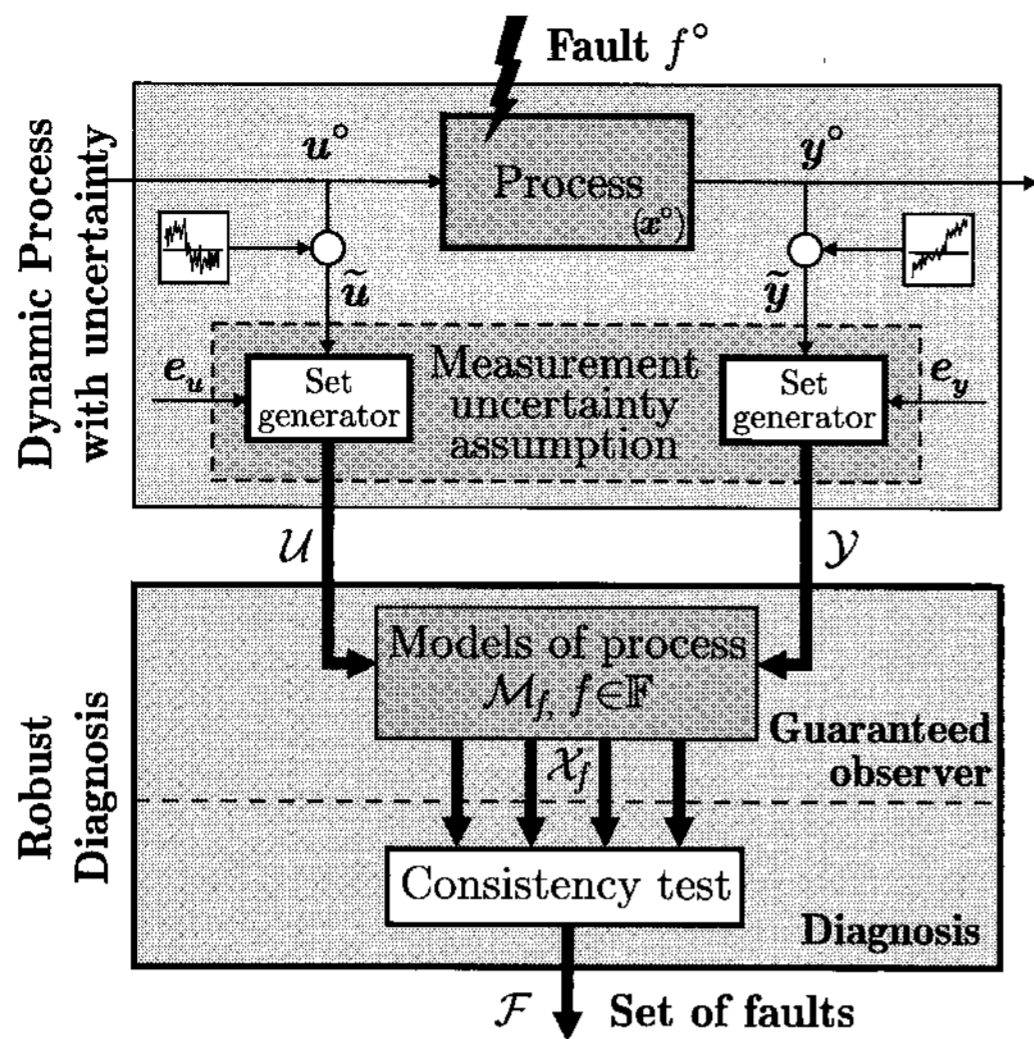 Fault f°
Dynamic Process
with uncertainty
u°
y°
Process
(x°)
ũ
ỹ
e_u
Set
generator
Measurement
uncertainty
assumption
Set
generator
e_y
𝒰
𝒴
Robust
Diagnosis
Models of process
ℳ_f, f∈𝔽
𝒳_f
Guaranteed
observer
Consistency test
Diagnosis
ℱ Set of faults